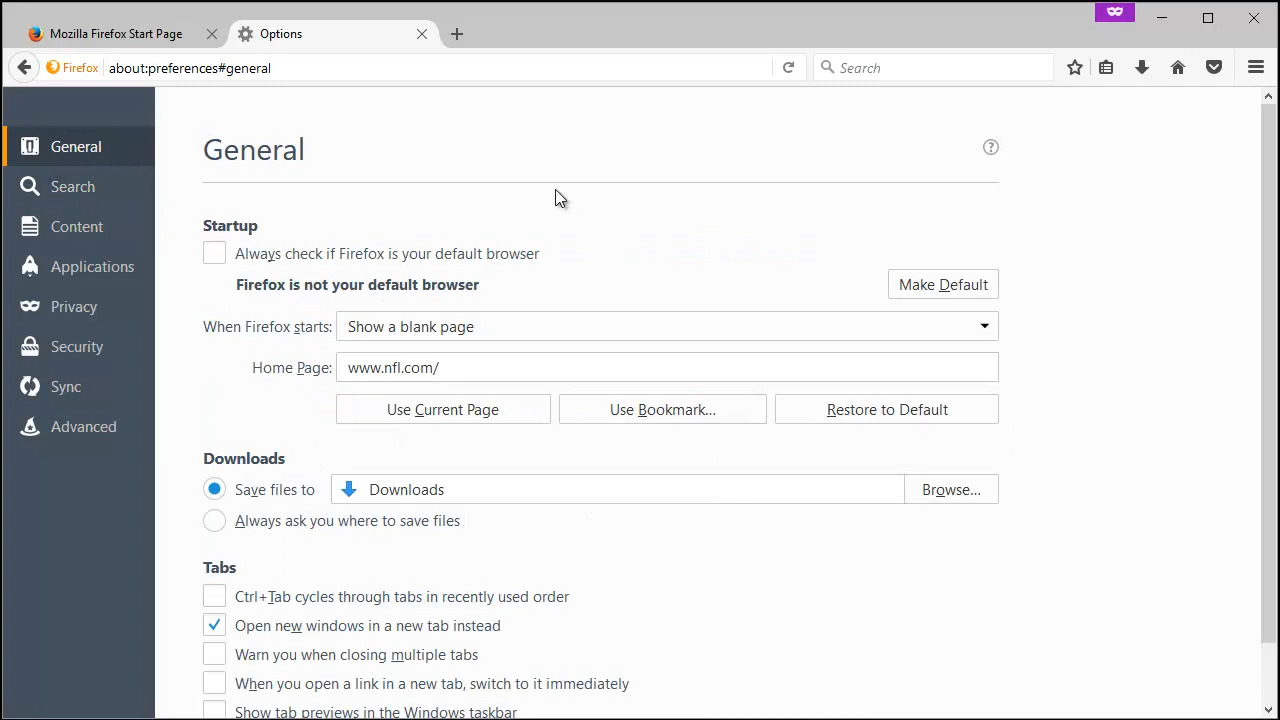 Mozilla Firefox Start Page
Options
Firefox about:preferences#general
Search
General
Search
Content
Applications
Privacy
Security
Sync
Advanced
General
Startup
Always check if Firefox is your default browser
Firefox is not your default browser
Make Default
When Firefox starts: Show a blank page
Home Page: www.nfl.com/
Use Current Page
Use Bookmark...
Restore to Default
Downloads
Save files to Downloads Browse...
Always ask you where to save files
Tabs
Ctrl+Tab cycles through tabs in recently used order
Open new windows in a new tab instead
Warn you when closing multiple tabs
When you open a link in a new tab, switch to it immediately
Show tab previews in the Windows taskbar